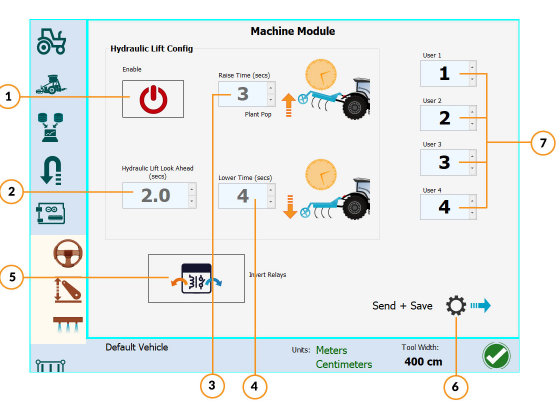 Machine Module
Hydraulic Lift Config
Enable
Raise Time (secs)
3
Plant Pop
User 1
1
User 2
2
User 3
3
User 4
4
Hydraulic Lift Look Ahead
(secs)
2.0
Lower Time (secs)
4
Invert Relays
Send + Save
Default Vehicle
Units:
Meters
Centimeters
Tool Width:
400 cm
1
2
3
4
5
6
7